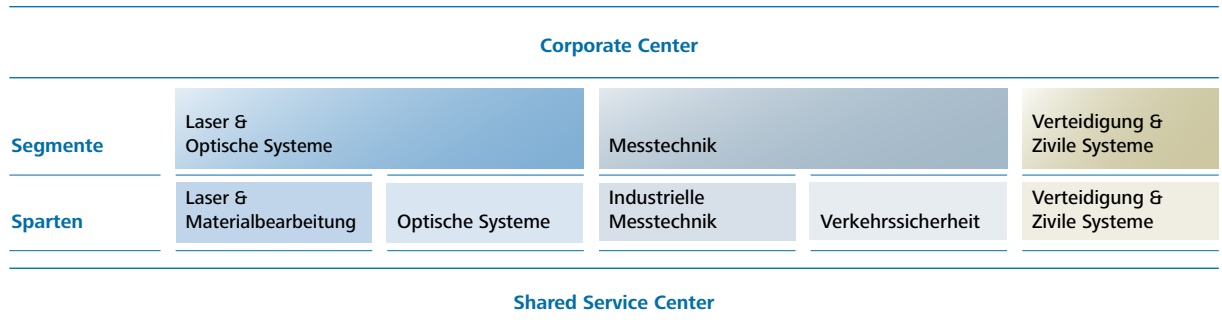 Corporate Center
Segmente
Laser &
Optische Systeme
Messtechnik
Verteidigung &
Zivile Systeme
Sparten
Laser &
Materialbearbeitung
Optische Systeme
Industrielle
Messtechnik
Verkehrssicherheit
Verteidigung &
Zivile Systeme
Shared Service Center